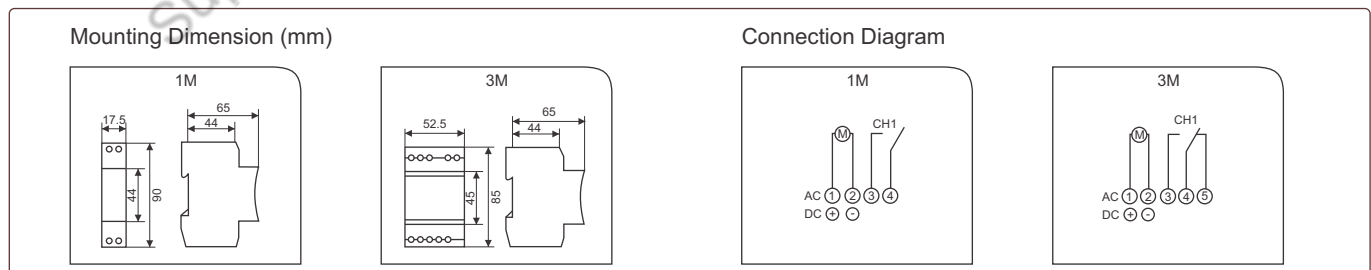 Mounting Dimension (mm)
1M
17.5
44
90
65
44
3M
52.5
45
85
65
44
Connection Diagram
1M
M
CH1
AC 1 2 3 4
DC + -
3M
M
CH1
AC 1 2 3 4 5
DC + -